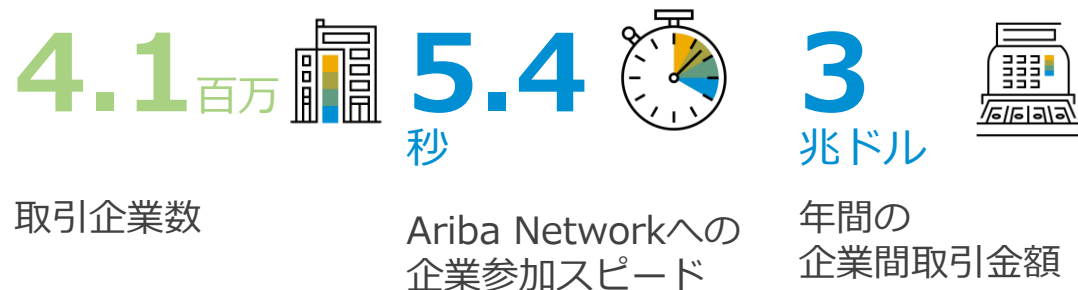 4.1百万
取引企業数
5.4
秒
Ariba Networkへの
企業参加スピード
3
兆ドル
年間の
企業間取引金額